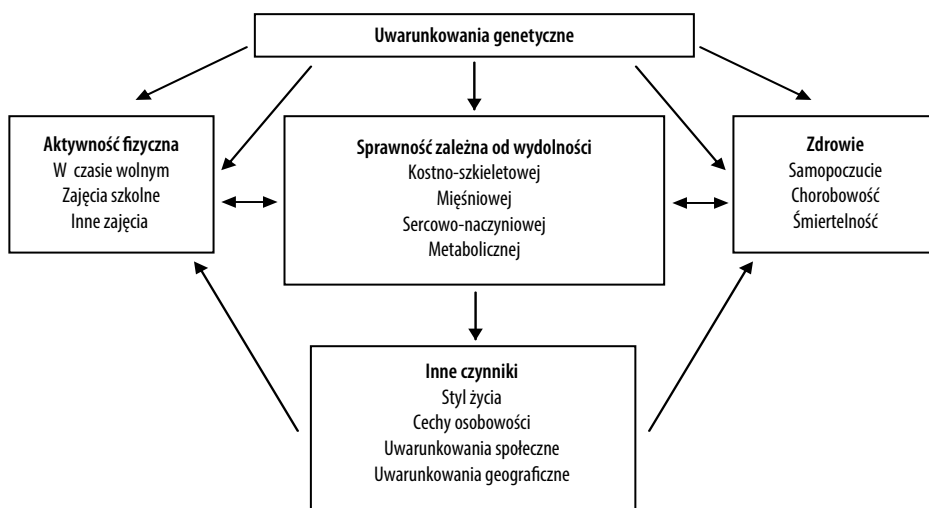 Uwarunkowania genetyczne
Aktywność fizyczna
W czasie wolnym
Zajęcia szkolne
Inne zajęcia
Sprawność zależna od wydolności
Kostno-szkieletowej
Mięśniowej
Sercowo-naczyniowej
Metabolicznej
Zdrowie
Samopoczucie
Chorobowość
Śmiertelność
Inne czynniki
Styl życia
Cechy osobowości
Uwarunkowania społeczne
Uwarunkowania geograficzne